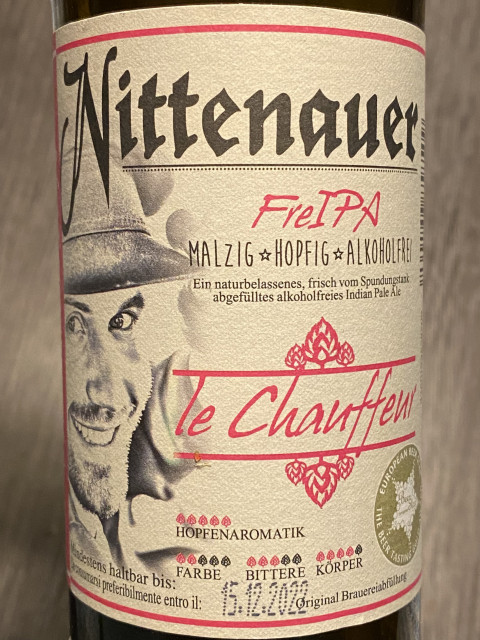 Nittenauer
FreIPA
MALZIG ☆ HOPFIG ☆ ALKOHOLFREI
Ein naturbelassenes, frisch vom Spundungstank
abgefülltes alkoholfreies Indian Pale Ale
le Chauffeur
EUROPEAN BEER
THE BEER TASTING
HOPFENAROMATIK
FARBE BITTERE KÖRPER
mindestens haltbar bis:
consumarsi preferibilmente entro il: 15.12.2022
Original Brauereiabfüllung